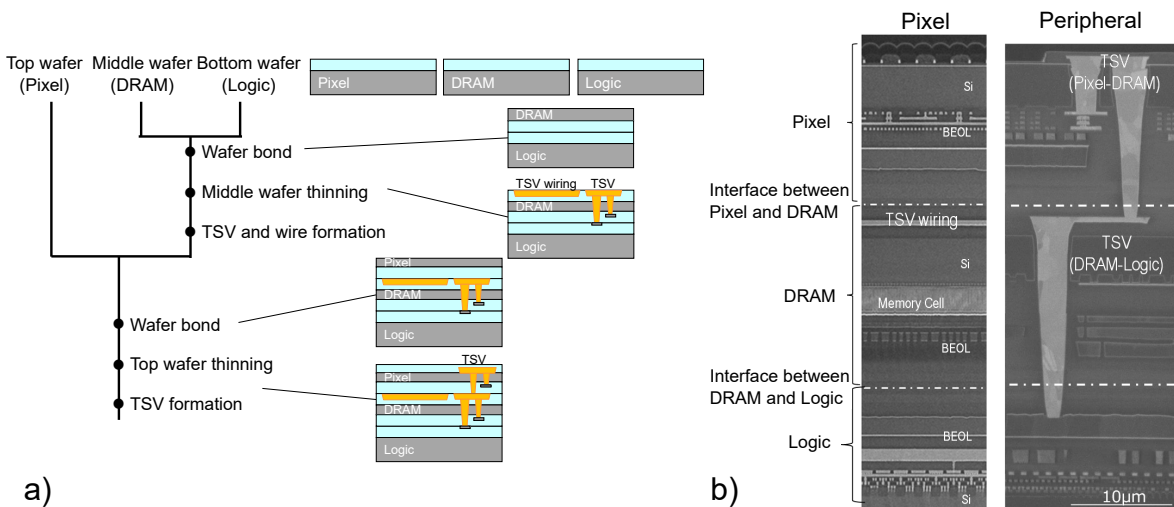 Top wafer
(Pixel)
Middle wafer
(DRAM)
Bottom wafer
(Logic)
Pixel
DRAM
Logic
Wafer bond
Middle wafer thinning
TSV and wire formation
Wafer bond
Top wafer thinning
TSV formation
DRAM
Logic
TSV wiring
TSV
DRAM
Logic
Pixel
DRAM
Logic
TSV
Pixel
DRAM
Logic
a)
Pixel
Peripheral
Pixel
Interface between
Pixel and DRAM
DRAM
Interface between
DRAM and Logic
Logic
Si
BEOL
TSV wiring
Si
Memory Cell
BEOL
BEOL
Si
TSV
(Pixel-DRAM)
TSV
(DRAM-Logic)
10μm
b)